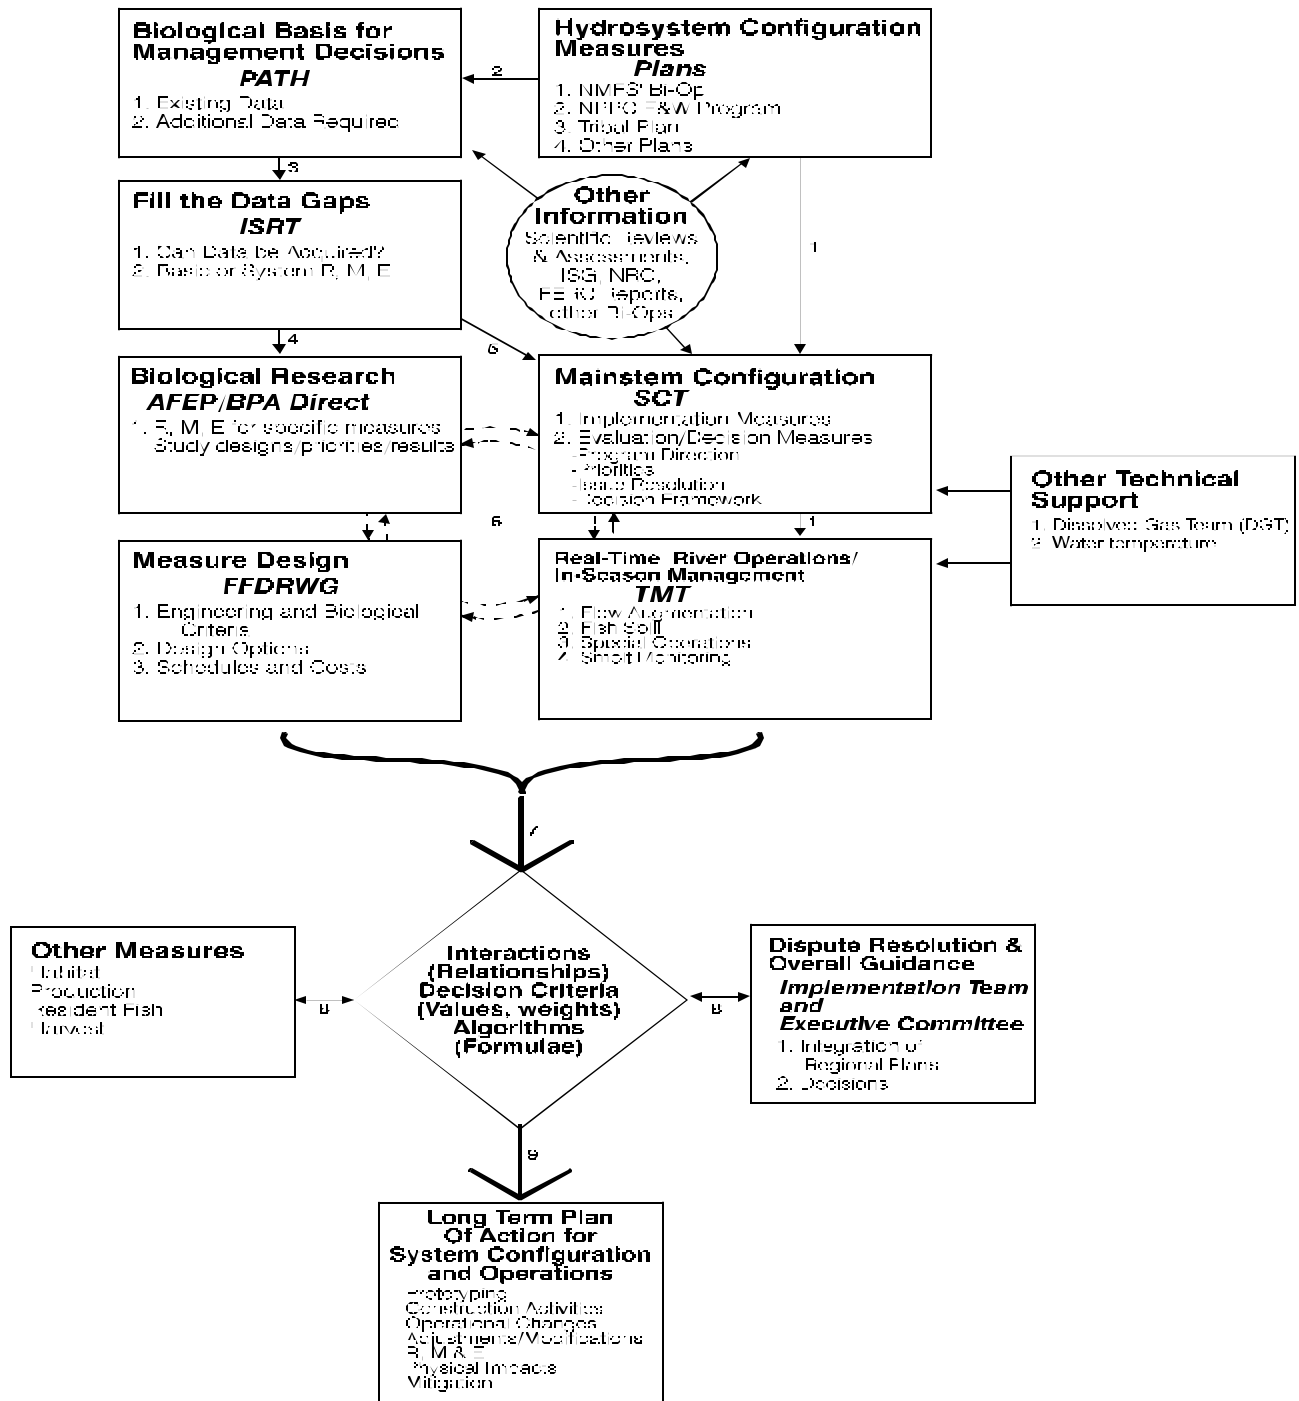 Biological Basis for
Management Decisions
PATH
1. Existing Data
2. Additional Data Required
Hydrosystem Configuration
Measures
Plans
1. NMFS' Bi-Op
2. NPPC F&W Program
3. Tribal Plan
4. Other Plans
2
3
Fill the Data Gaps
ISRT
1. Can Data be Acquired?
2. Basic or System R, M, E
Other
Information
Scientific Reviews
& Assessments,
ISG, NRC,
FERC Reports,
other Bi-Ops
1
4
Biological Research
AFEP/BPA Direct
1. R, M, E for specific measures
Study designs/priorities/results
Mainstem Configuration
SCT
1. Implementation Measures
2. Evaluation/Decision Measures
-Program Direction
-Priorities
-Issue Resolution
-Decision Framework
Other Technical
Support
1. Dissolved Gas Team (DGT)
2. Water temperature
1
Measure Design
FFDRWG
1. Engineering and Biological
Criteria
2. Design Options
3. Schedules and Costs
Real-Time River Operations/
In-Season Management
TMT
1. Flow Augmentation
2. Fish Spill
3. Special Operations
4. Smolt Monitoring
7
Other Measures
Habitat
Production
Resident Fish
Harvest
8
Interactions
(Relationships)
Decision Criteria
(Values, weights)
Algorithms
(Formulae)
8
Dispute Resolution &
Overall Guidance
Implementation Team
and
Executive Committee
1. Integration of
Regional Plans
2. Decisions
9
Long Term Plan
Of Action for
System Configuration
and Operations
Prototyping
Construction Activities
Operational Changes
Adjustments/Modifications
R, M & E
Physical Impacts
Mitigation